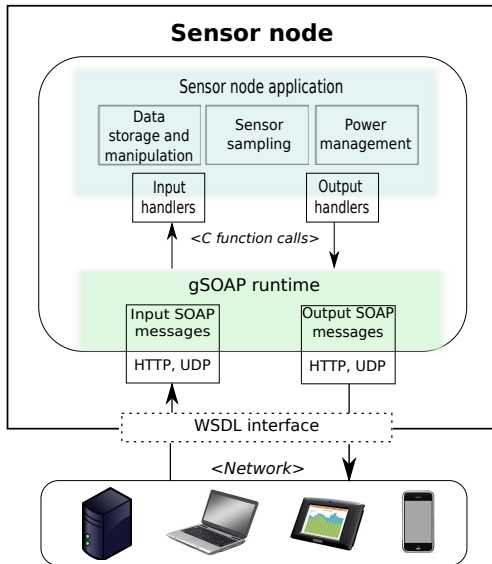 Sensor node
Sensor node application
Data
storage and
manipulation
Sensor
sampling
Power
management
Input
handlers
Output
handlers
<C function calls>
gSOAP runtime
Input SOAP
messages
HTTP, UDP
Output SOAP
messages
HTTP, UDP
WSDL interface
<Network>